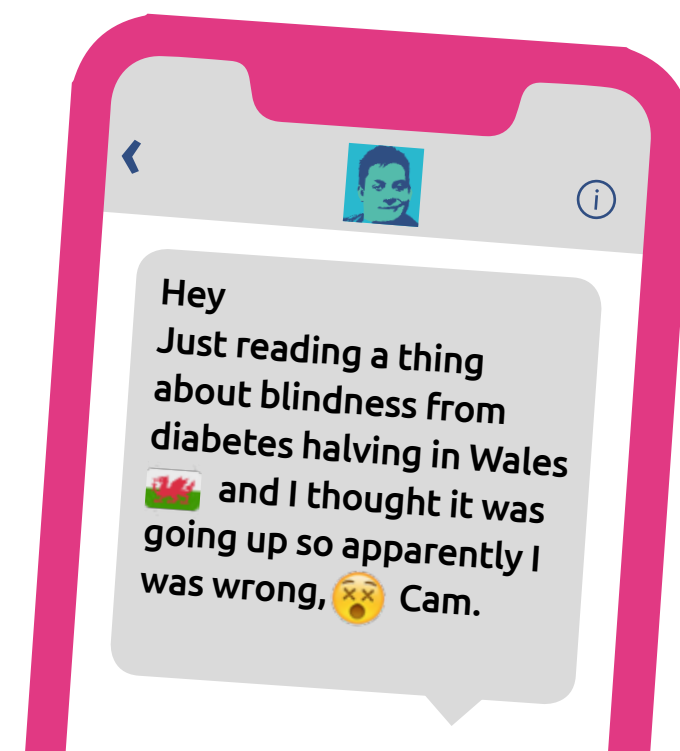 Hey
Just reading a thing
about blindness from
diabetes halving in Wales
🏴󠁧󠁢󠁷󠁬󠁳󠁿 and I thought it was
going up so apparently I
was wrong,😵 Cam.